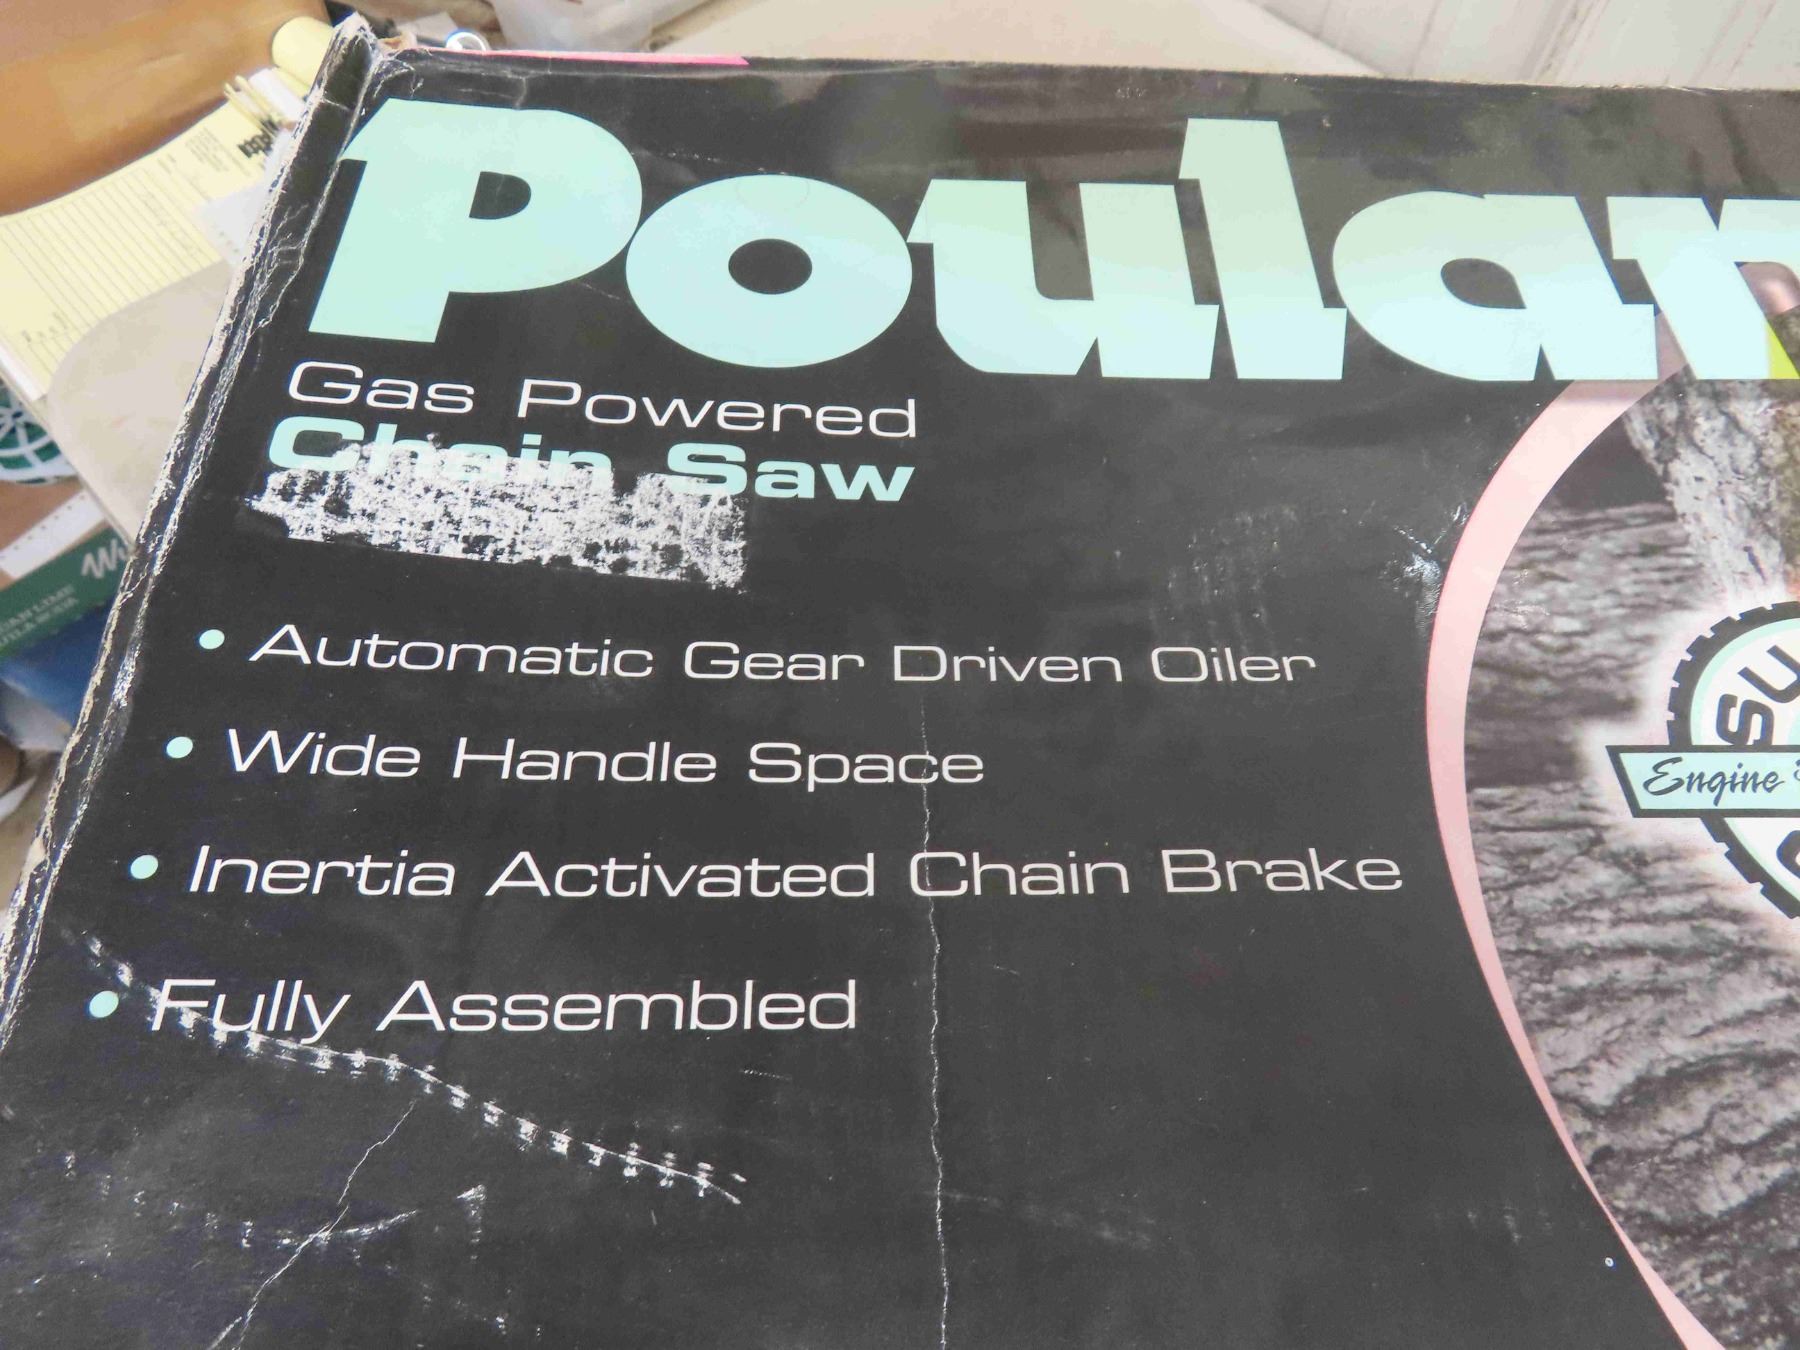 Poulan
Gas Powered
Chain Saw
• Automatic Gear Driven Oiler
• Wide Handle Space
• Inertia Activated Chain Brake
• Fully Assembled
SU
Engine